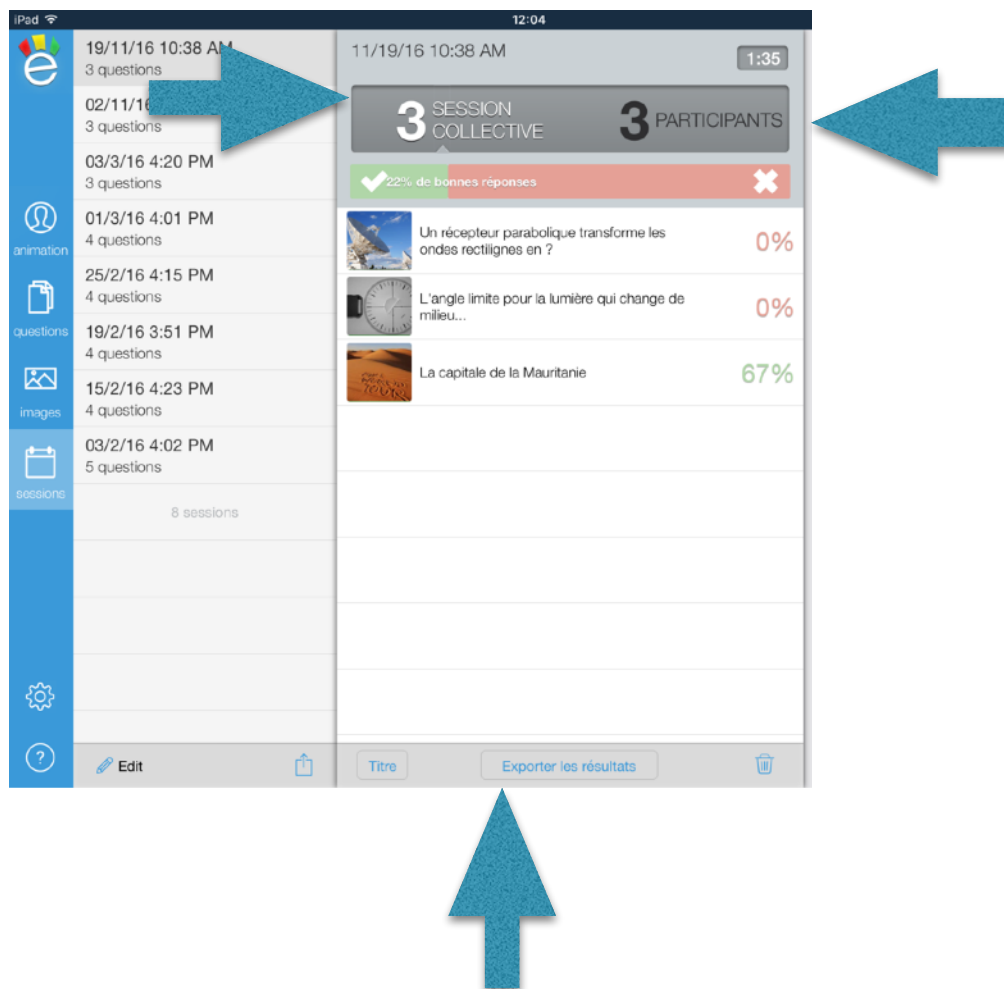 iPad
12:04
e
animation
questions
images
sessions
19/11/16 10:38 AM
3 questions
02/11/16
3 questions
03/3/16 4:20 PM
3 questions
01/3/16 4:01 PM
4 questions
25/2/16 4:15 PM
4 questions
19/2/16 3:51 PM
4 questions
15/2/16 4:23 PM
4 questions
03/2/16 4:02 PM
5 questions
8 sessions
Edit
11/19/16 10:38 AM
1:35
3 SESSION
COLLECTIVE
3 PARTICIPANTS
22% de bonnes réponses
Un récepteur parabolique transforme les
ondes rectilignes en ?
0%
L'angle limite pour la lumière qui change de
milieu...
0%
La capitale de la Mauritanie
67%
Titre
Exporter les résultats